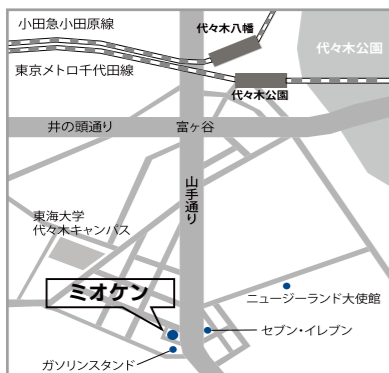 小田急小田原線
代々木八幡
代々木公園
東京メトロ千代田線
代々木公園
井の頭通り
富ヶ谷
山手通り
東海大学
代々木キャンパス
ミオケン
ニュージーランド大使館
セブン・イレブン
ガソリンスタンド